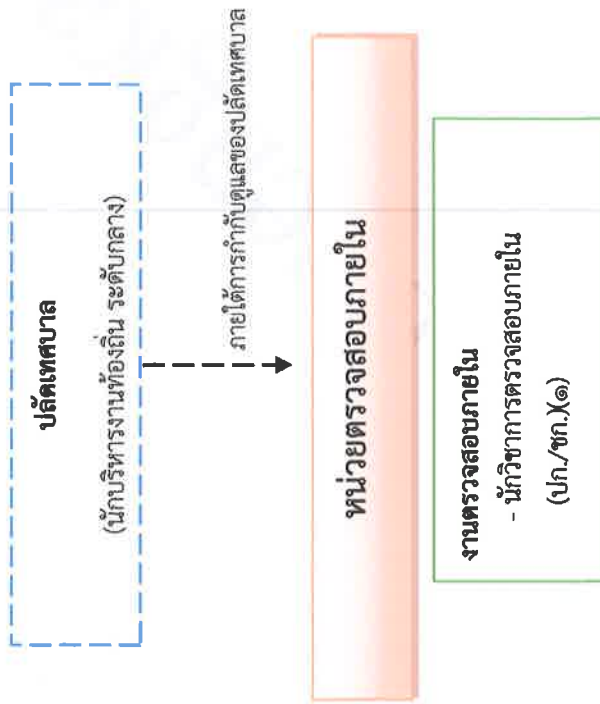 ปลัดเทศบาล
(นักบริหารงานท้องถิ่น ระดับกลาง)
ภายใต้การกำกับดูแลของปลัดเทศบาล
หน่วยตรวจสอบภายใน
งานตรวจสอบภายใน
- นักวิชาการตรวจสอบภายใน
(ปก./ชก.)(๑)